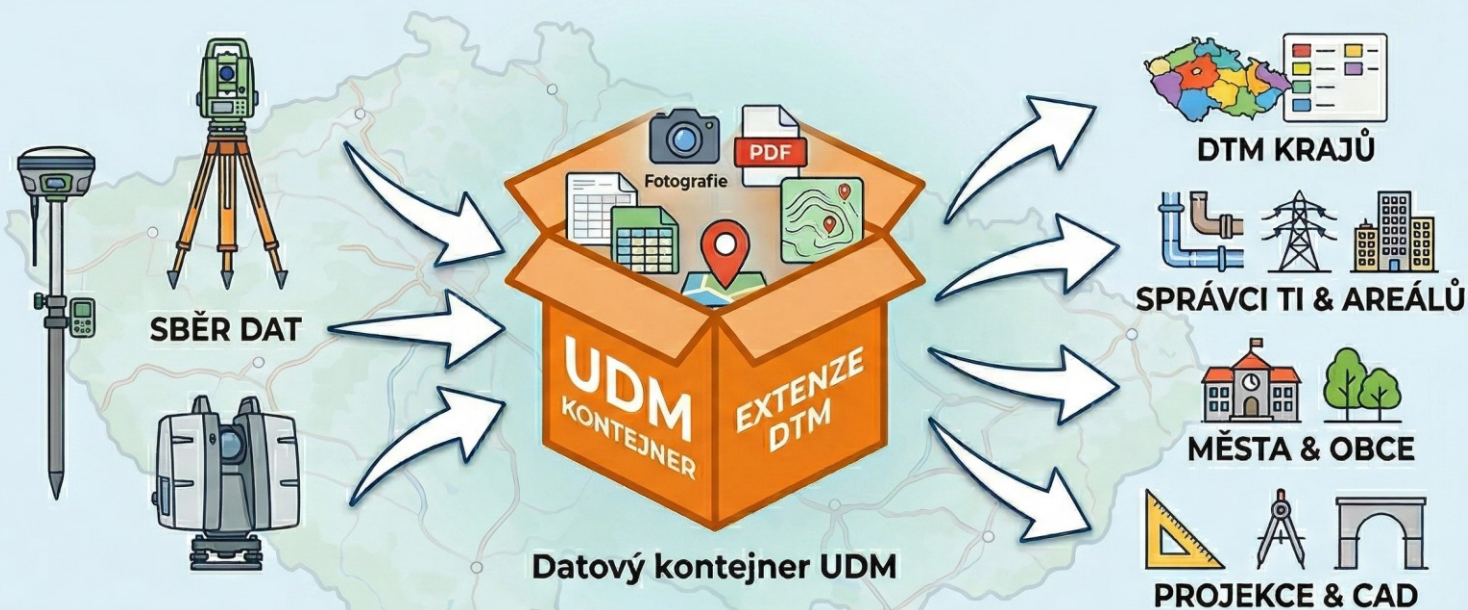 SBĚR DAT
Fotografie
PDF
UDM
KONTEJNER
EXTENZE
DTM
Datový kontejner UDM
DTM KRAJŮ
SPRÁVCI TI & AREÁLŮ
MĚSTA & OBCE
PROJEKCE & CAD